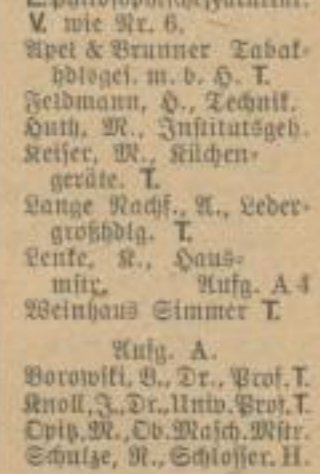 V. wie Nr. 6.
Apel & Brunner Tabak-
hdlsges. m. b. H. T.
Feldmann, H., Technik.
Huth, M., Institutsgeh.
Keiser, M., Küchen-
geräte. T.
Lange Nachf., A., Leder-
großhdlg. T.
Lenke, K., Haus-
mstr. Aufg. A 4
Weinhaus Simmer T.
Aufg. A.
Borowski, B., Dr., Prof. T.
Knoll, J., Dr., Univ. Prof. T.
Opitz, M., Ob. Masch. Mstr.
Schulze, R., Schlosser. H.